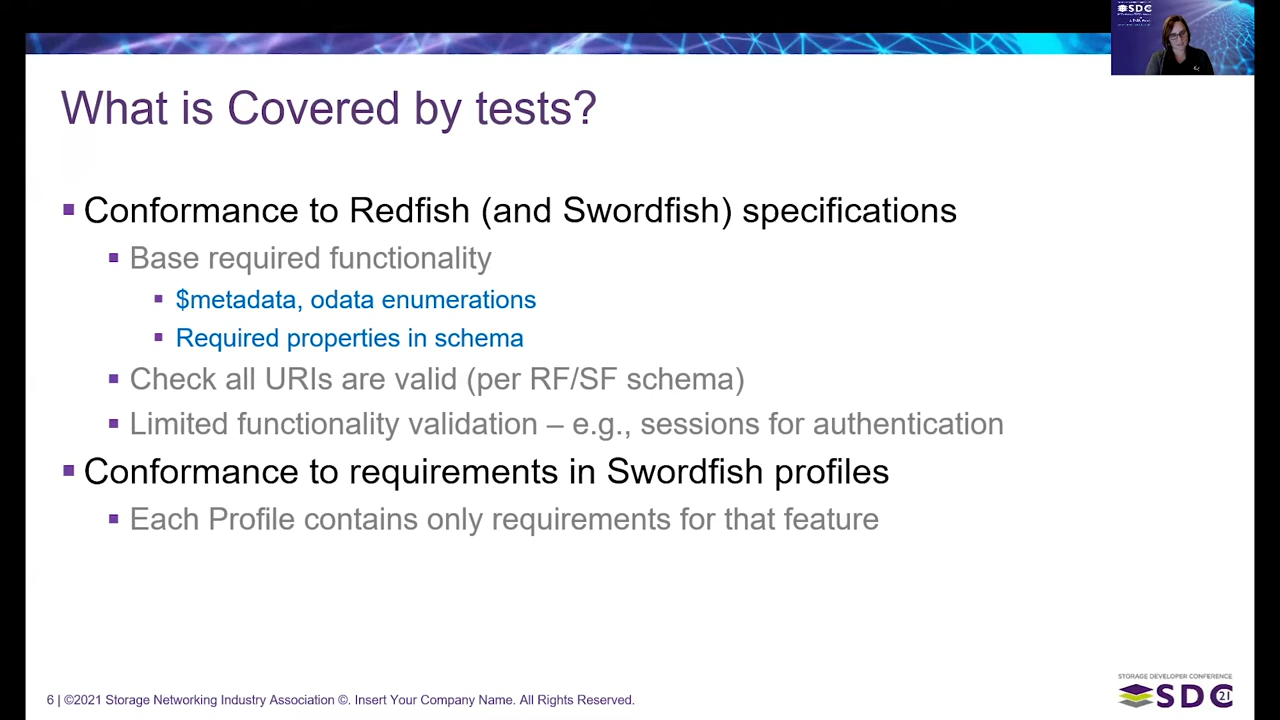 SDC
What is Covered by tests?
Conformance to Redfish (and Swordfish) specifications
Base required functionality
$metadata, odata enumerations
Required properties in schema
Check all URIs are valid (per RF/SF schema)
Limited functionality validation – e.g., sessions for authentication
Conformance to requirements in Swordfish profiles
Each Profile contains only requirements for that feature
6 | ©2021 Storage Networking Industry Association ©. Insert Your Company Name. All Rights Reserved.
STORAGE DEVELOPER CONFERENCE
SDC 21